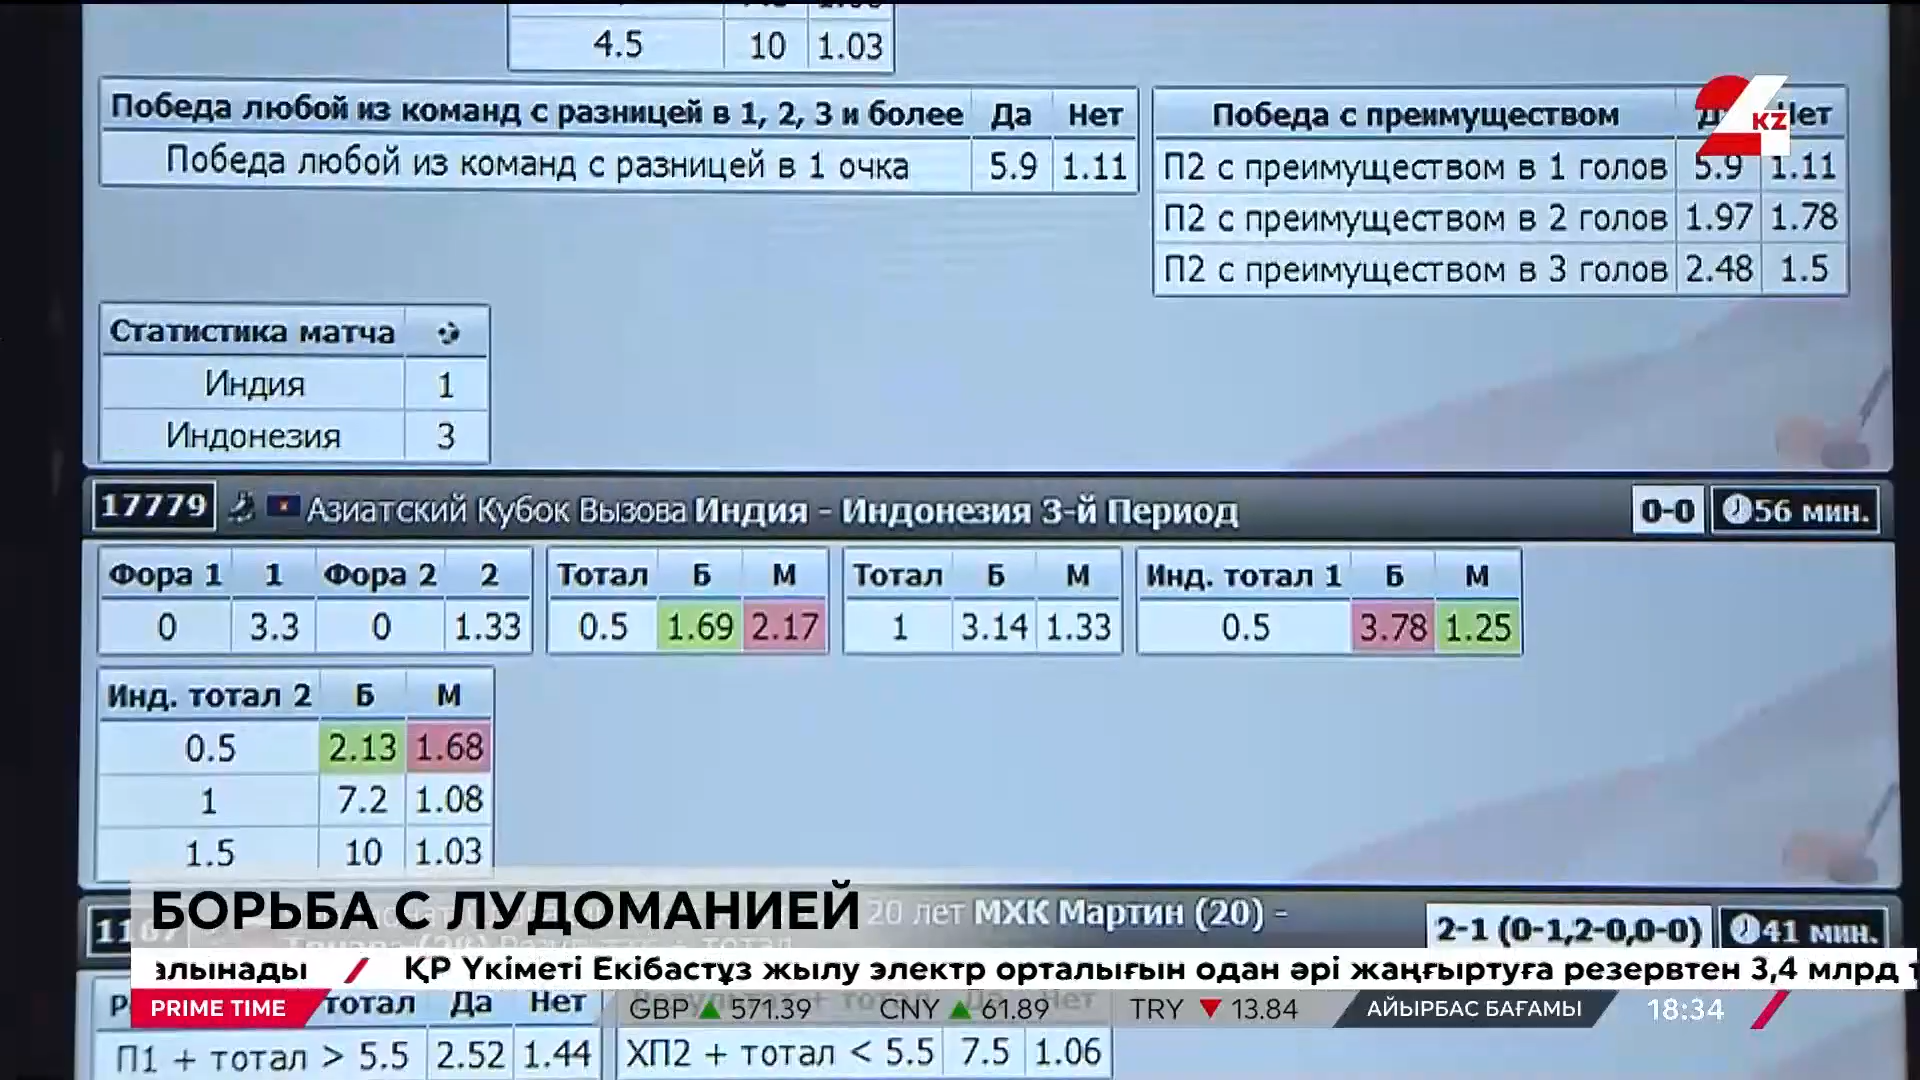 4.5 10 1.03
Победа любой из команд с разницей в 1, 2, 3 и более Да Нет
Победа любой из команд с разницей в 1 очка 5.9 1.11
Победа с преимуществом Нет
П2 с преимуществом в 1 голов 5.9 1.11
П2 с преимуществом в 2 голов 1.97 1.78
П2 с преимуществом в 3 голов 2.48 1.5
KZ
Статистика матча
Индия 1
Индонезия 3
17779 Азиатский Кубок Вызова Индия - Индонезия 3-й Период 0-0 56 мин.
Фора 1 1 Фора 2 2
0 3.3 0 1.33
Тотал Б М
0.5 1.69 2.17
Тотал Б М
1 3.14 1.33
Инд. тотал 1 Б М
0.5 3.78 1.25
Инд. тотал 2 Б М
0.5 2.13 1.68
1 7.2 1.08
1.5 10 1.03
БОРЬБА С ЛУДОМАНИЕЙ
20 лет МХК Мартин (20) -
2-1 (0-1,2-0,0-0) 41 мин.
алынады / ҚР Үкіметі Екібастұз жылу электр орталығын одан әрі жаңғыртуға резервтен 3,4 млрд
тотал Да Нет
PRIME TIME GBP 571.39 CNY 61.89 TRY 13.84 АЙЫРБАС БАҒАМЫ 18:34
П1 + тотал > 5.5 2.52 1.44
ХП2 + тотал < 5.5 7.5 1.06